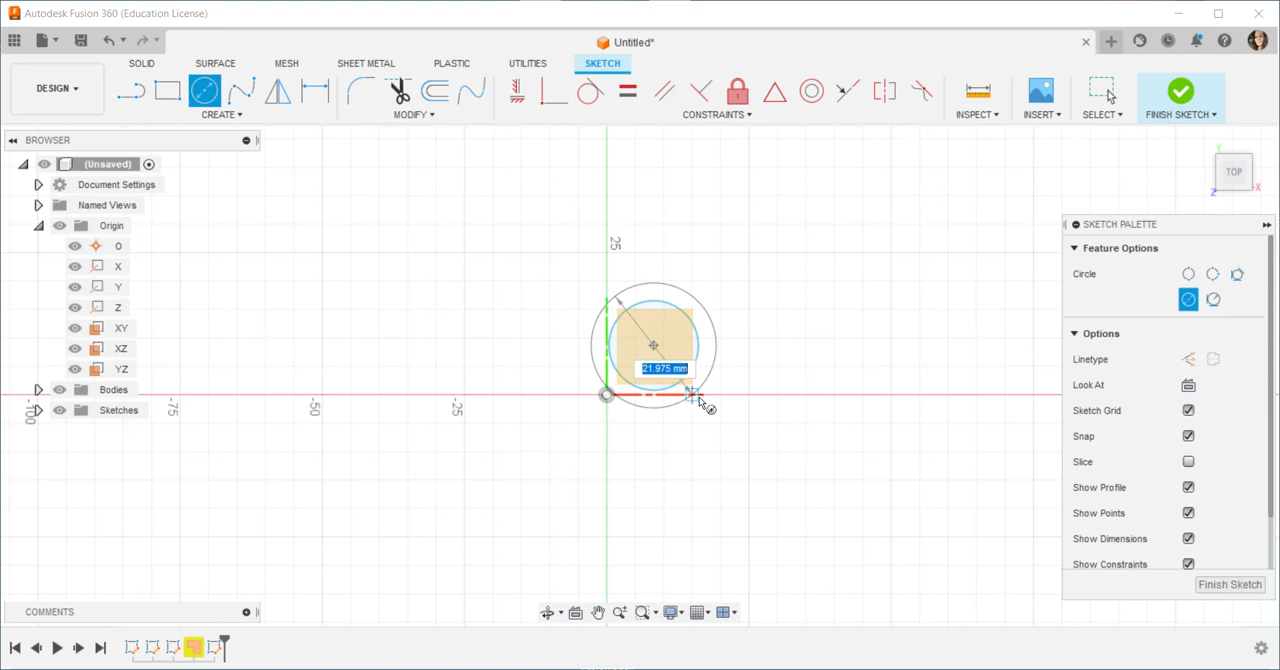 Autodesk Fusion 360 (Education License)
Untitled*
SOLID SURFACE MESH SHEET METAL PLASTIC UTILITIES SKETCH
DESIGN
CREATE MODIFY CONSTRAINTS INSPECT INSERT SELECT FINISH SKETCH
BROWSER
(Unsaved)
Document Settings
Named Views
Origin
O
X
Y
Z
XY
XZ
YZ
Bodies
Sketches
25
-100 -75 -50 -25
21.975 mm
Y
TOP
X
Z
SKETCH PALETTE
Feature Options
Circle
Options
Linetype
Look At
Sketch Grid
Snap
Slice
Show Profile
Show Points
Show Dimensions
Show Constraints
Finish Sketch
COMMENTS